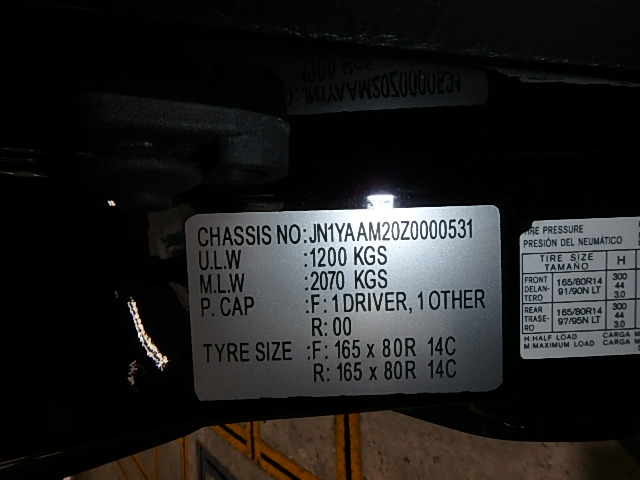 CHASSIS NO:JN1YAAM20Z0000531
U.L.W :1200 KGS
M.L.W :2070 KGS
P. CAP :F: 1 DRIVER, 1 OTHER
R: 00
TYRE SIZE :F: 165 x 80R 14C
R: 165 x 80R 14C
TIRE PRESSURE
PRESIÓN DEL NEUMÁTICO
TIRE SIZE
TAMAÑO
H
FRONT
DELAN-
TERO
165/80R14
91/90N LT
300
44
3.0
REAR
TRASE-
RO
165/80R14
97/95N LT
300
44
3.0
H.HALF LOAD CARGA
M.MAXIMUM LOAD CARGA